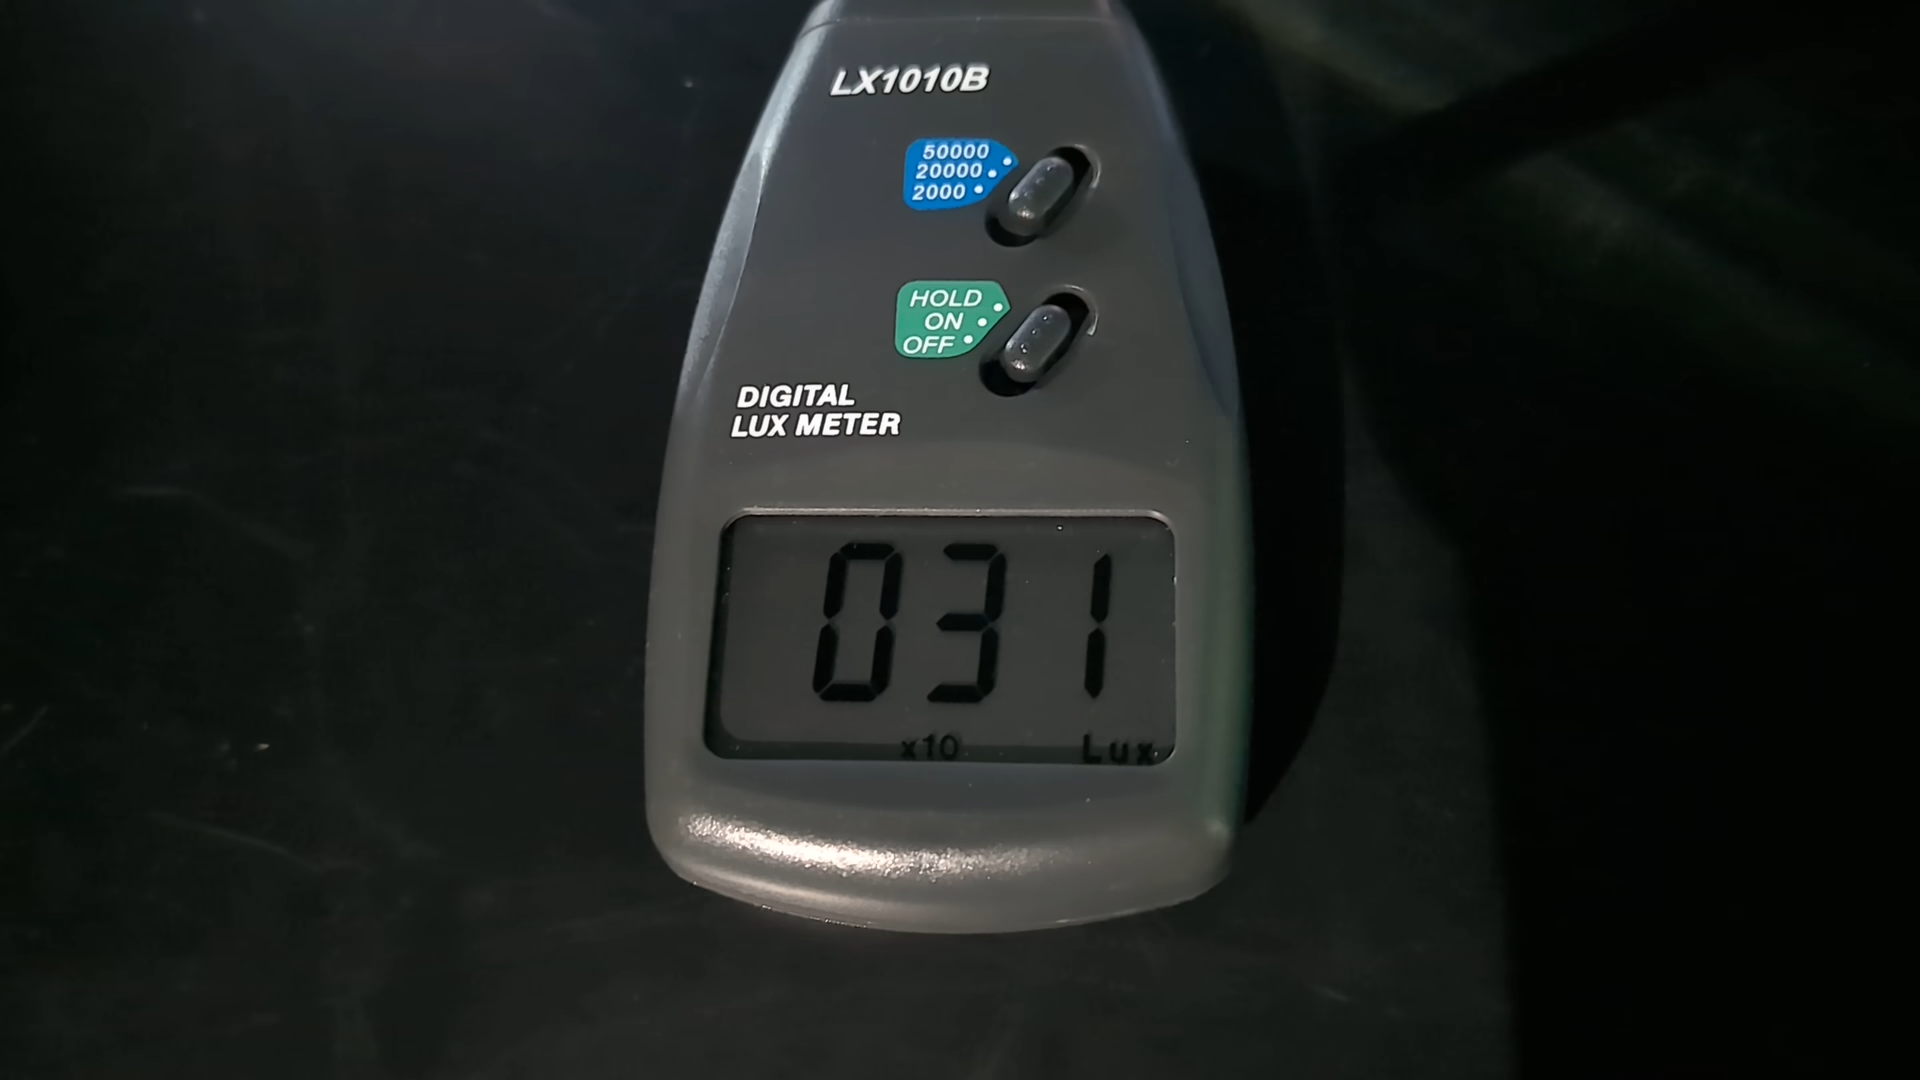 LX1010B
50000
20000
2000
HOLD
ON
OFF
DIGITAL
LUX METER
031
x10 Lux